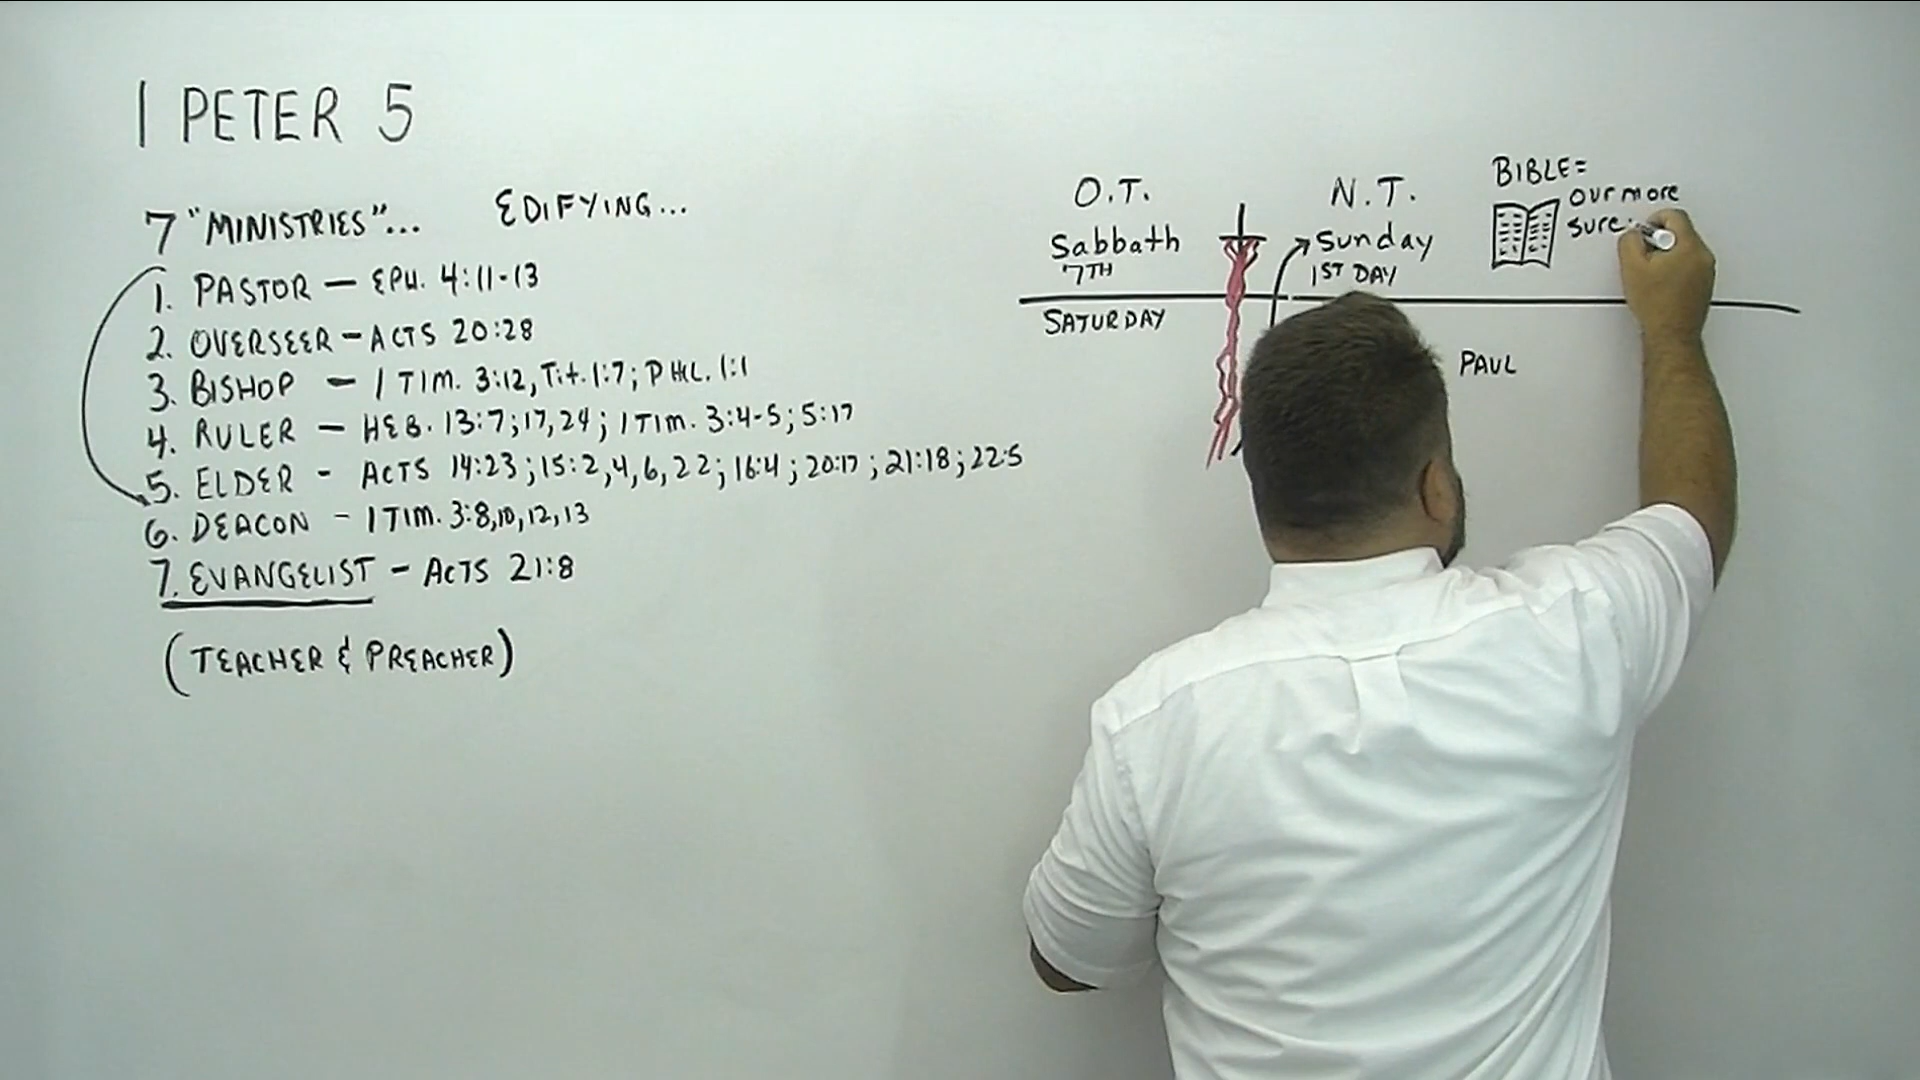 1 PETER 5
7 "MINISTRIES"... EDIFYING...
1. PASTOR — EPH. 4:11-13
2. OVERSEER — ACTS 20:28
3. BISHOP — 1 TIM. 3:12, Tit. 1:7; PHIL. 1:1
4. RULER — HEB. 13:7;17,24; 1 TIM. 3:4-5; 5:17
5. ELDER - ACTS 14:23; 15:2,4,6,22; 16:4; 20:17; 21:18; 22:5
6. DEACON - 1 TIM. 3:8,10,12,13
7. EVANGELIST - ACTS 21:8
(TEACHER & PREACHER)
O.T.
Sabbath
7TH
SATURDAY
N.T.
Sunday
1ST DAY
PAUL
BIBLE=
our more
sure